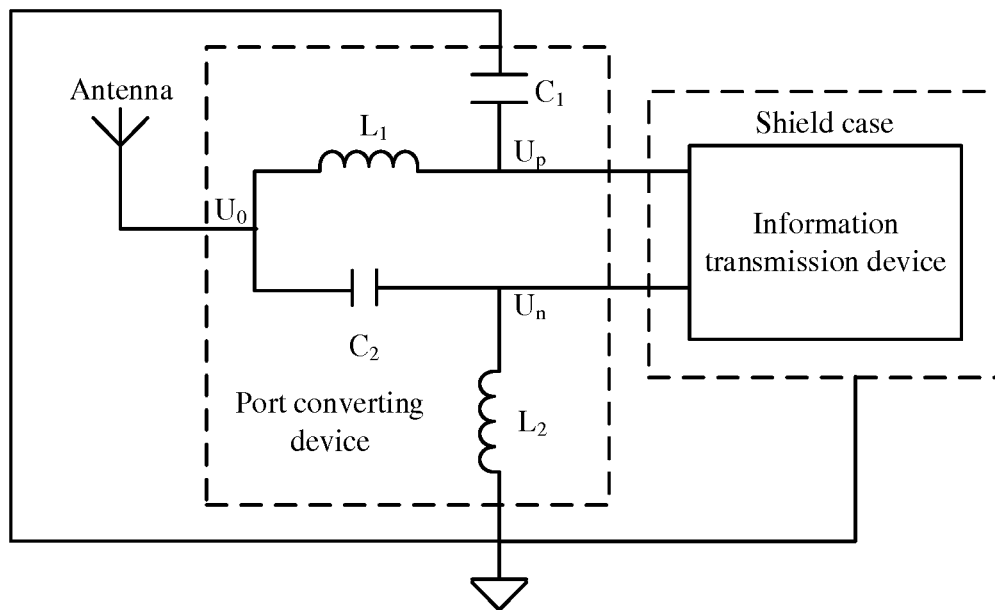 Antenna
C₁
Shield case
L₁
Uₚ
U₀
Information
transmission device
Uₙ
C₂
Port converting
device
L₂